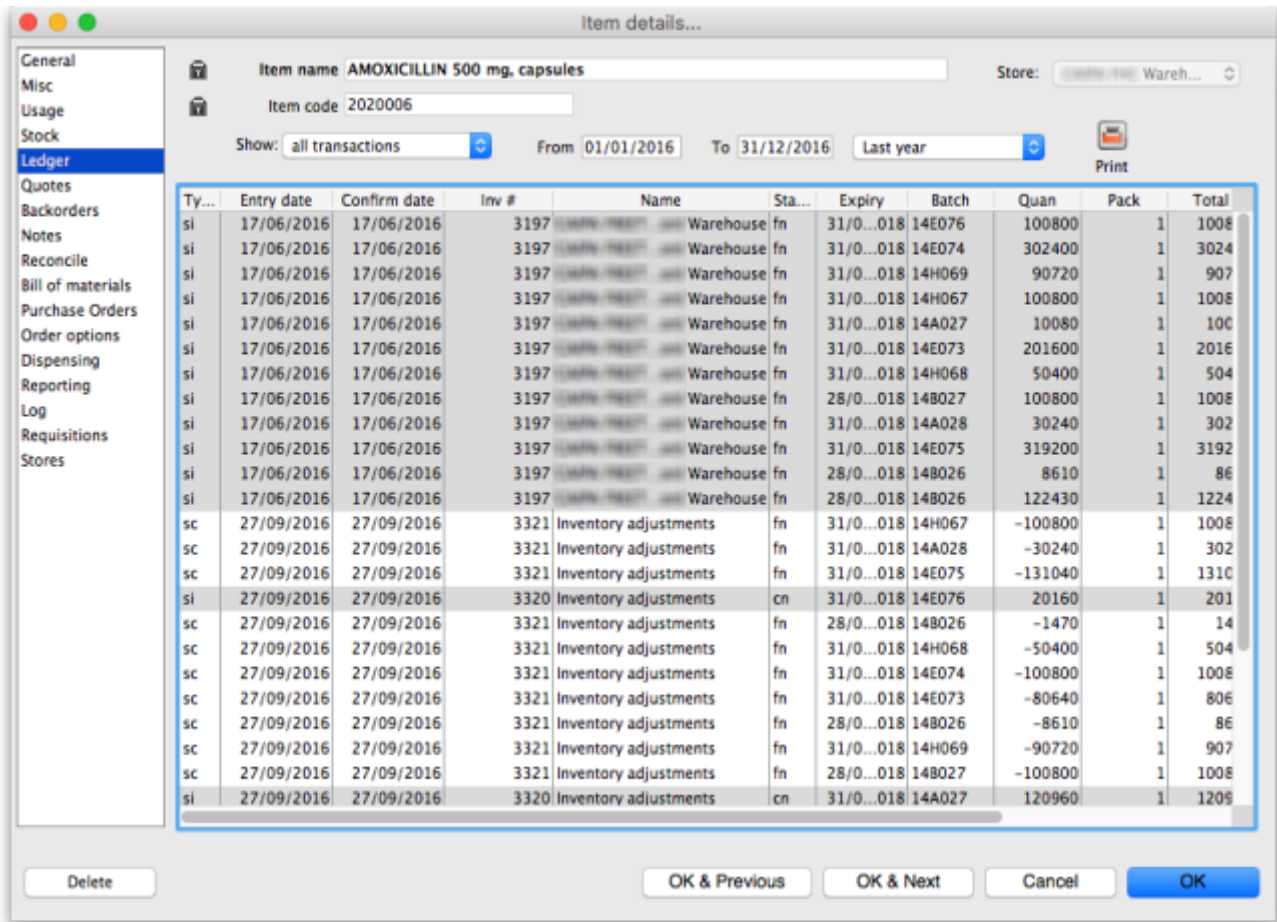 Item details...
General
Misc
Usage
Stock
Ledger
Quotes
Backorders
Notes
Reconcile
Bill of materials
Purchase Orders
Order options
Dispensing
Reporting
Log
Requisitions
Stores
Item name AMOXICILLIN 500 mg, capsules Store: Wareh...
Item code 2020006
Show: all transactions From 01/01/2016 To 31/12/2016 Last year
Print
Ty... Entry date Confirm date Inv # Name Sta... Expiry Batch Quan Pack Total
si 17/06/2016 17/06/2016 3197 Warehouse fn 31/0...018 14E076 100800 1 1008
si 17/06/2016 17/06/2016 3197 Warehouse fn 31/0...018 14E074 302400 1 3024
si 17/06/2016 17/06/2016 3197 Warehouse fn 31/0...018 14H069 90720 1 907
si 17/06/2016 17/06/2016 3197 Warehouse fn 31/0...018 14H067 100800 1 1008
si 17/06/2016 17/06/2016 3197 Warehouse fn 31/0...018 14A027 10080 1 100
si 17/06/2016 17/06/2016 3197 Warehouse fn 31/0...018 14E073 201600 1 2016
si 17/06/2016 17/06/2016 3197 Warehouse fn 31/0...018 14H068 50400 1 504
si 17/06/2016 17/06/2016 3197 Warehouse fn 28/0...018 14B027 100800 1 1008
si 17/06/2016 17/06/2016 3197 Warehouse fn 31/0...018 14A028 30240 1 302
si 17/06/2016 17/06/2016 3197 Warehouse fn 31/0...018 14E075 319200 1 3192
si 17/06/2016 17/06/2016 3197 Warehouse fn 28/0...018 14B026 8610 1 86
si 17/06/2016 17/06/2016 3197 Warehouse fn 28/0...018 14B026 122430 1 1224
sc 27/09/2016 27/09/2016 3321 Inventory adjustments fn 31/0...018 14H067 -100800 1 1008
sc 27/09/2016 27/09/2016 3321 Inventory adjustments fn 31/0...018 14A028 -30240 1 302
sc 27/09/2016 27/09/2016 3321 Inventory adjustments fn 31/0...018 14E075 -131040 1 1310
si 27/09/2016 27/09/2016 3320 Inventory adjustments cn 31/0...018 14E076 20160 1 201
sc 27/09/2016 27/09/2016 3321 Inventory adjustments fn 28/0...018 14B026 -1470 1 14
sc 27/09/2016 27/09/2016 3321 Inventory adjustments fn 31/0...018 14H068 -50400 1 504
sc 27/09/2016 27/09/2016 3321 Inventory adjustments fn 31/0...018 14E074 -100800 1 1008
sc 27/09/2016 27/09/2016 3321 Inventory adjustments fn 31/0...018 14E073 -80640 1 806
sc 27/09/2016 27/09/2016 3321 Inventory adjustments fn 28/0...018 14B026 -8610 1 86
sc 27/09/2016 27/09/2016 3321 Inventory adjustments fn 31/0...018 14H069 -90720 1 907
sc 27/09/2016 27/09/2016 3321 Inventory adjustments fn 28/0...018 14B027 -100800 1 1008
si 27/09/2016 27/09/2016 3320 Inventory adjustments cn 31/0...018 14A027 120960 1 1209
Delete OK & Previous OK & Next Cancel OK